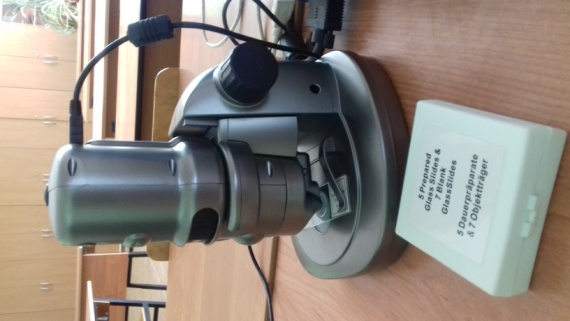 5 Prepared
Glass Slides &
7 Blank
GlassSlides
5 Dauerpräparate
& 7 Objektträger